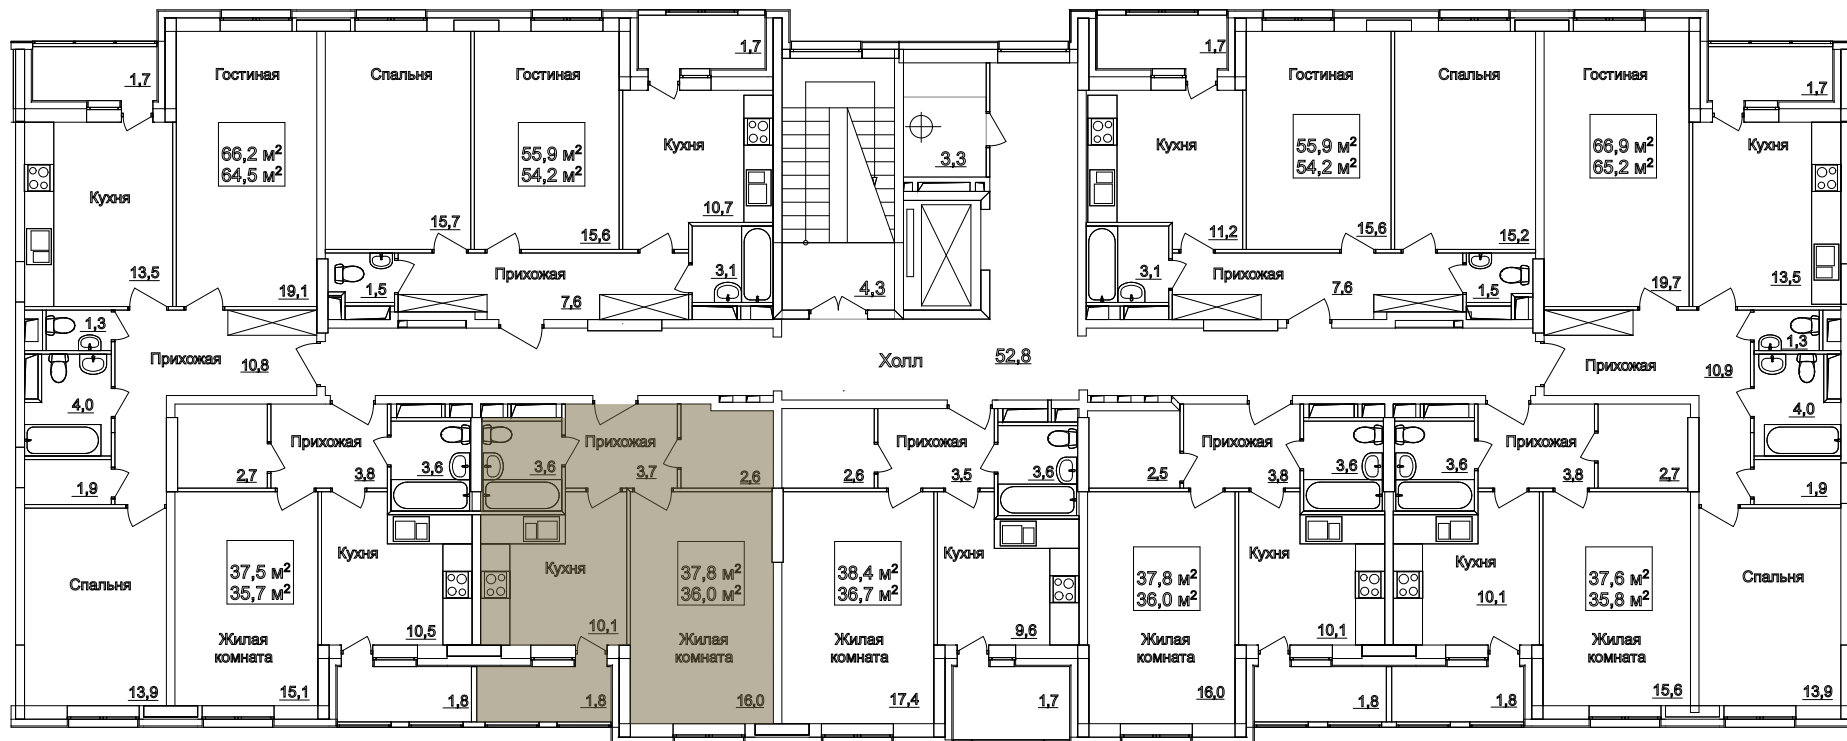 1,7
1,7
1,7
1,7
Гостиная
Спальня
Гостиная
Гостиная
Спальня
Гостиная
66,2 м²
64,5 м²
55,9 м²
54,2 м²
Кухня
3,3
Кухня
55,9 м²
54,2 м²
66,9 м²
65,2 м²
Кухня
Кухня
15,7
15,6
10,7
11,2
15,6
15,2
13,5
19,1
1,5
Прихожая
7,6
3,1
4,3
3,1
Прихожая
7,6
1,5
19,7
13,5
1,3
Прихожая
10,8
Холл
52,8
Прихожая
10,9
1,3
4,0
4,0
2,7
Прихожая
3,8
3,6
3,6
Прихожая
3,7
2,6
2,6
Прихожая
3,5
3,6
2,5
Прихожая
3,8
3,6
3,6
Прихожая
3,8
2,7
1,9
1,9
Спальня
37,5 м²
35,7 м²
Кухня
Кухня
37,8 м²
36,0 м²
38,4 м²
36,7 м²
Кухня
37,8 м²
36,0 м²
Кухня
Кухня
10,1
37,6 м²
35,8 м²
Спальня
Жилая
комната
10,5
10,1
Жилая
комната
Жилая
комната
9,6
Жилая
комната
10,1
Жилая
комната
13,9
15,1
1,8
1,8
16,0
17,4
1,7
16,0
1,8
1,8
15,6
13,9